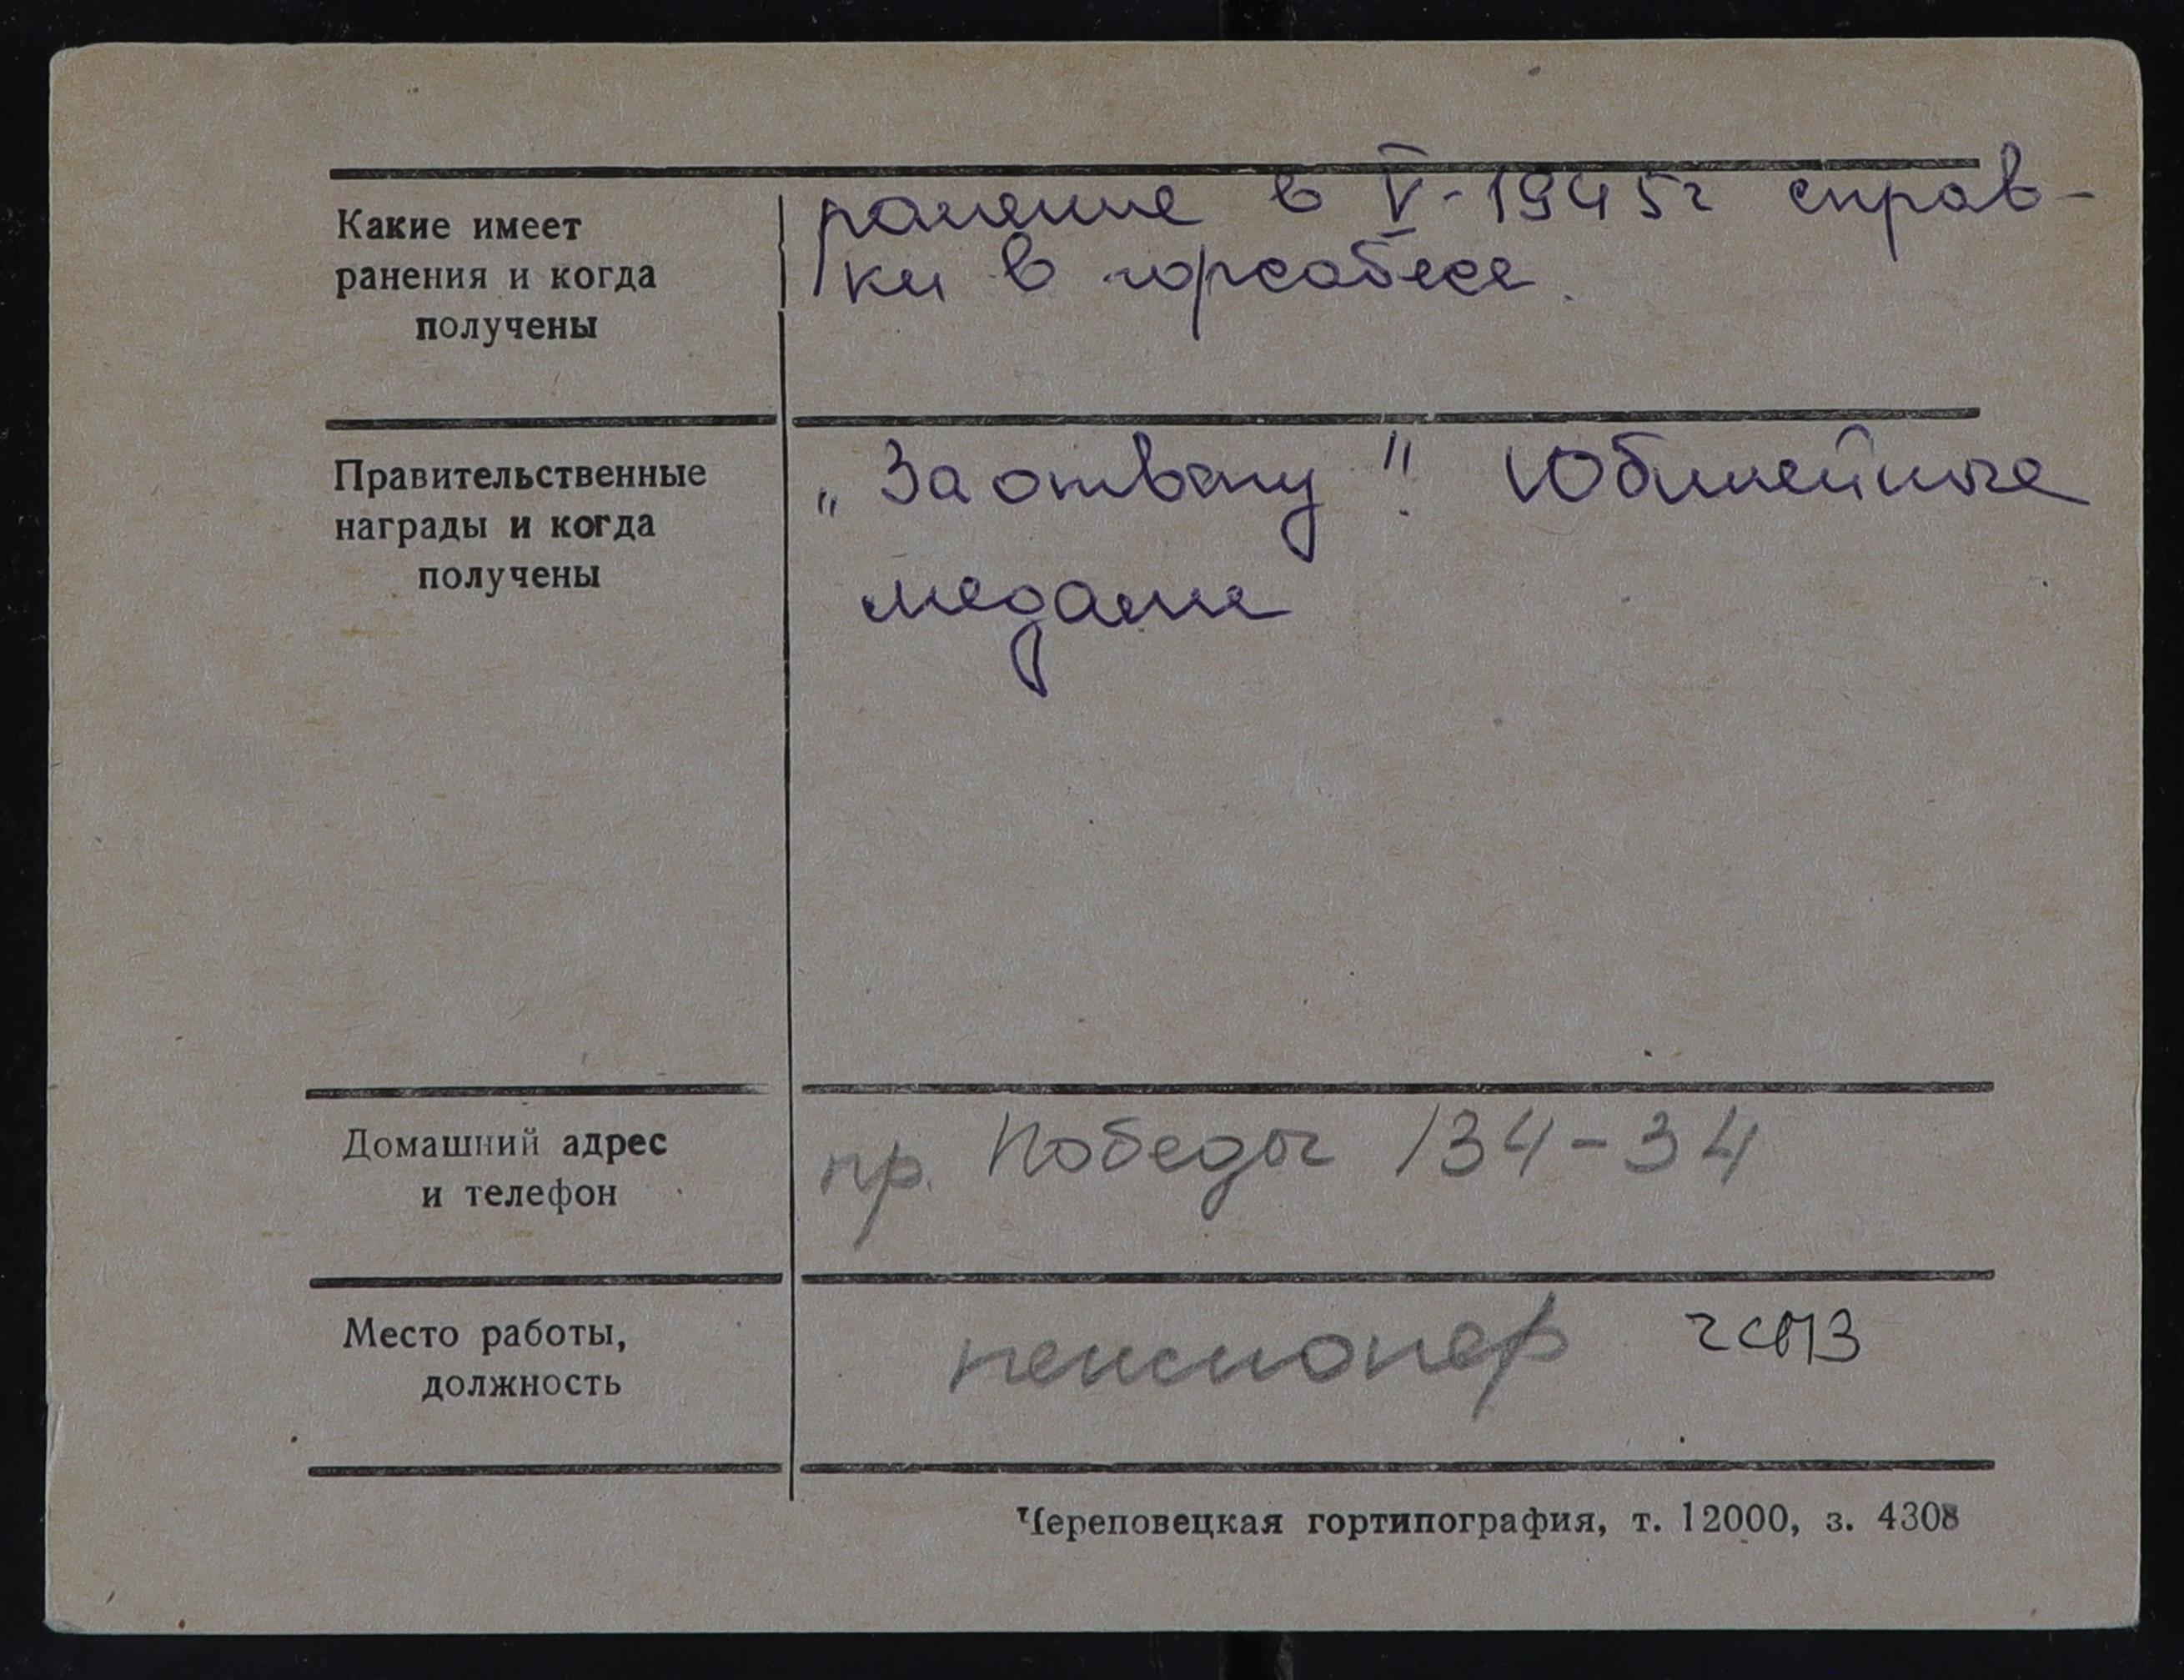 Какие имеет
ранения и когда
получены
ранение в V-1945г справ-
ки в горсобесе.
Правительственные
награды и когда
получены
„За отвагу". Юбилейные
медали
Домашний адрес
и телефон
пр. Победы 134-34
Место работы,
должность
пенсионер чспз
Череповецкая гортипография, т. 12000, з. 4308